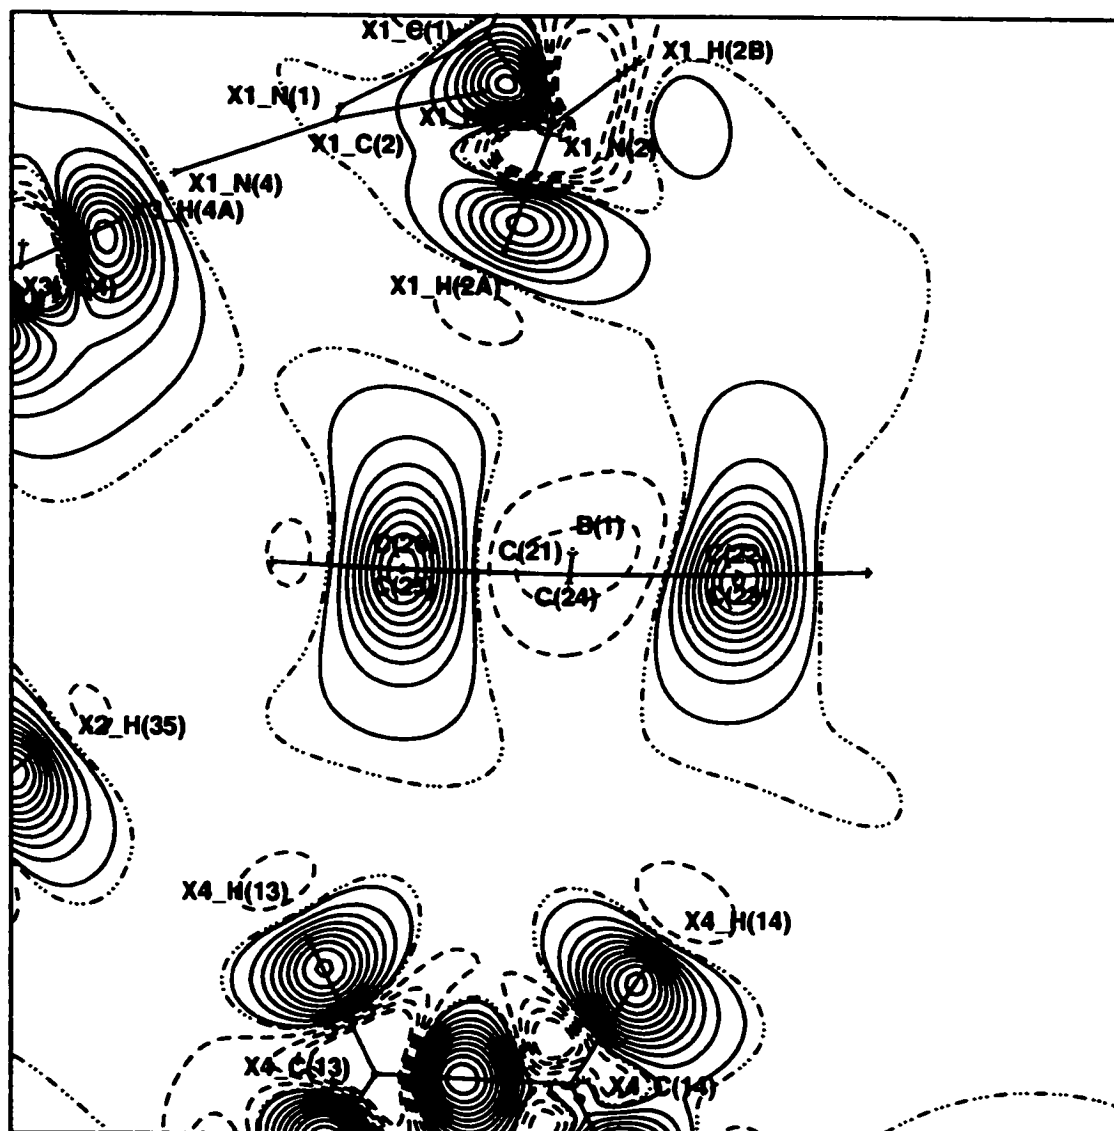 X1_C(1)
X1_H(2B)
X1_N(1)
X1_C(2)
X1_N(2)
X1_N(4)
X3_H(4A)
X1_H(2A)
B(1)
C(21)
C(24)
X2_H(35)
X4_H(13)
X4_H(14)
X4_C(13)
X4_C(14)